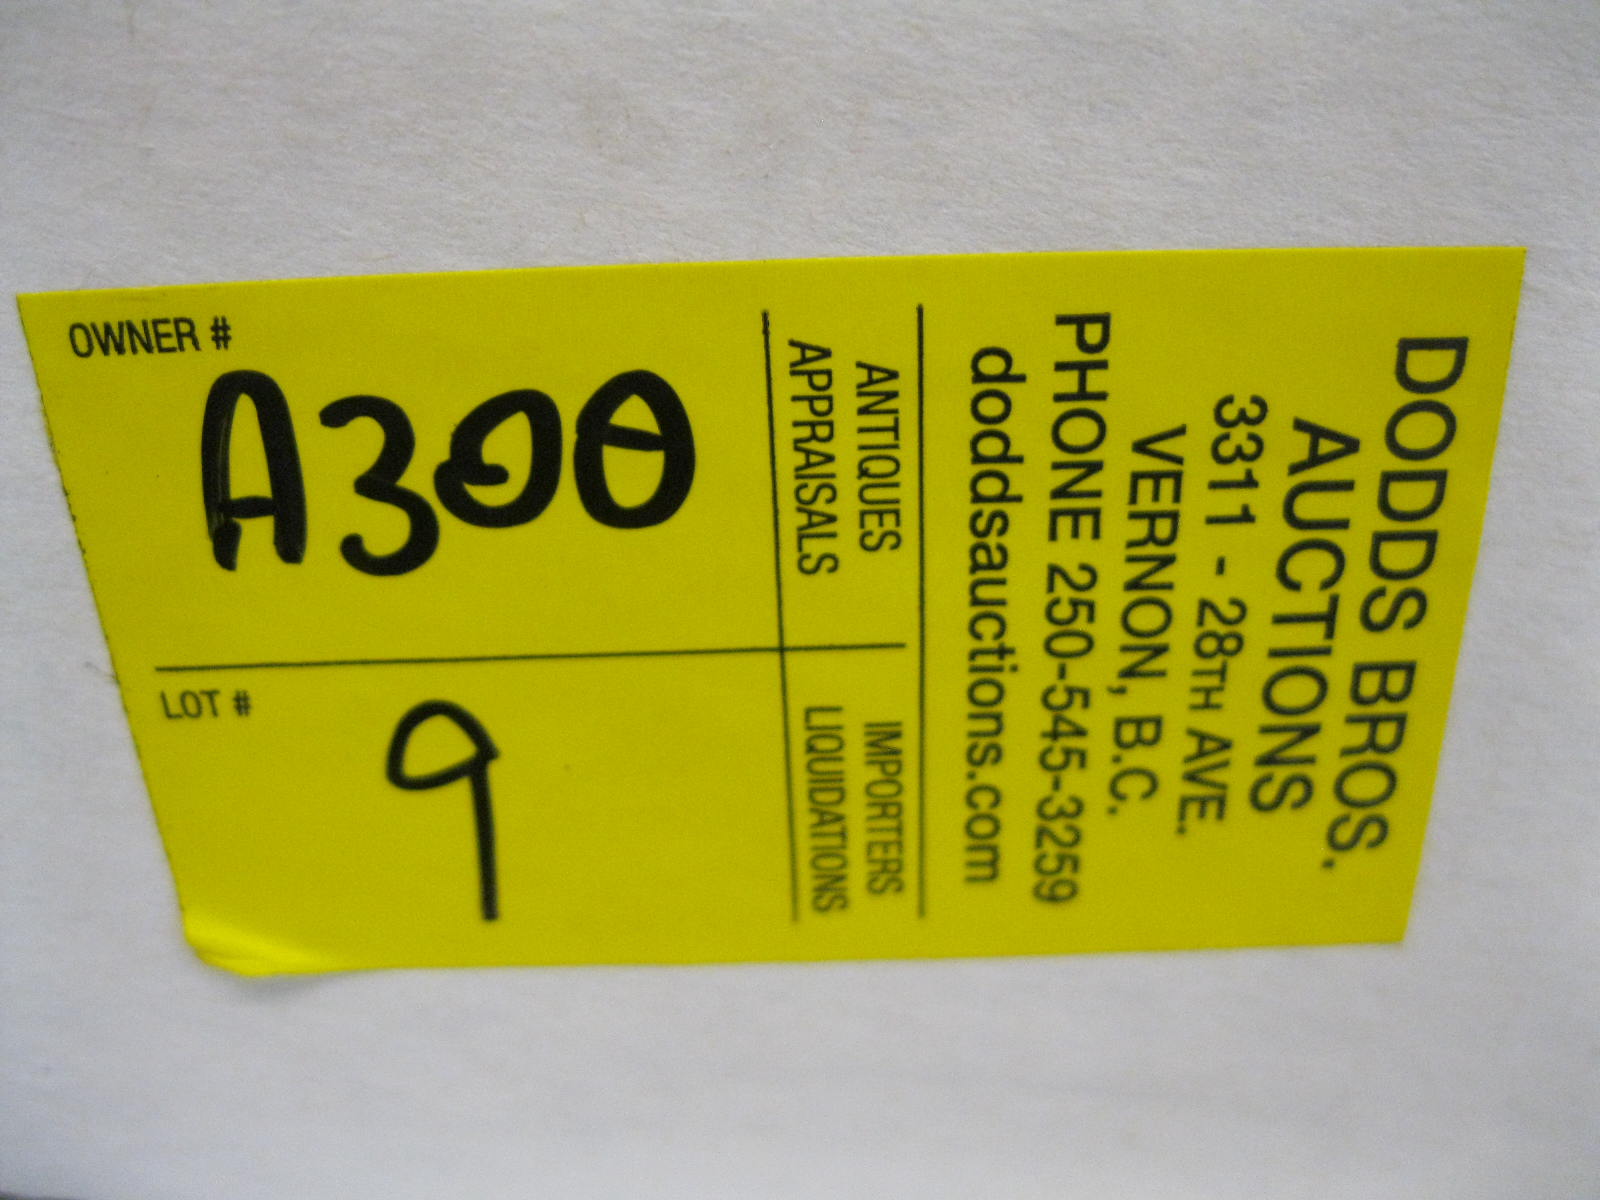 OWNER #
A300
LOT #
9
ANTIQUES
APPRAISALS
IMPORTERS
LIQUIDATIONS
DODDS BROS.
AUCTIONS
3311 - 28TH AVE.
VERNON, B.C.
PHONE 250-545-3259
doddsauctions.com